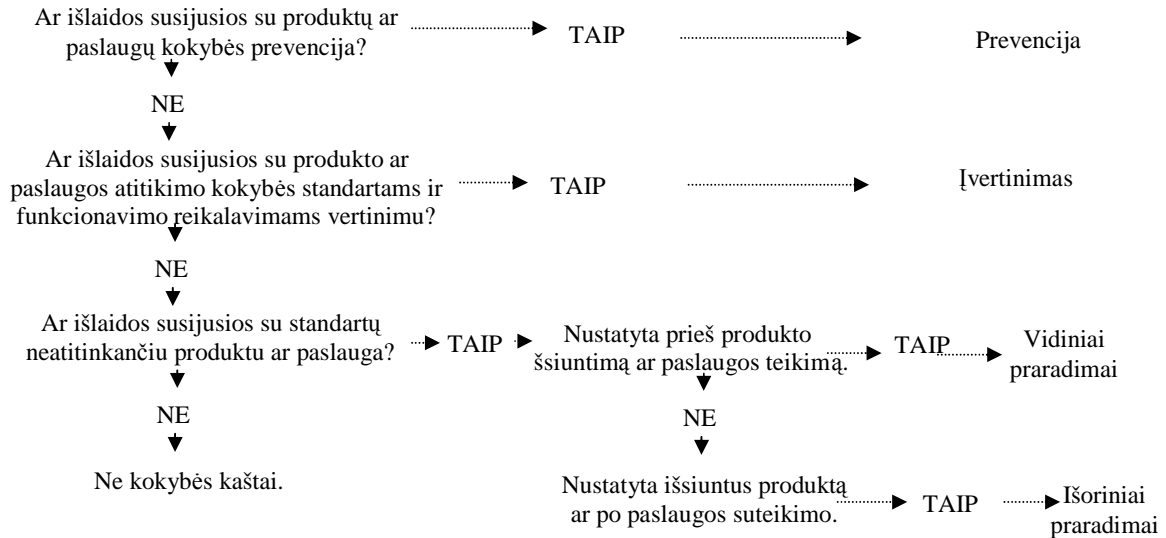 Ar išlaidos susijusios su produktų ar
paslaugų kokybės prevencija?
TAIP
Prevencija
NE
Ar išlaidos susijusios su produkto ar
paslaugos atitikimo kokybės standartams ir
funkcionavimo reikalavimams vertinimu?
TAIP
Įvertinimas
NE
Ar išlaidos susijusios su standartų
neatitinkančiu produktu ar paslauga?
TAIP
Nustatyta prieš produkto
šsiuntimą ar paslaugos teikimą.
TAIP
Vidiniai
praradimai
NE
NE
Ne kokybės kaštai.
Nustatyta išsiuntus produktą
ar po paslaugos suteikimo.
TAIP
Išoriniai
praradimai